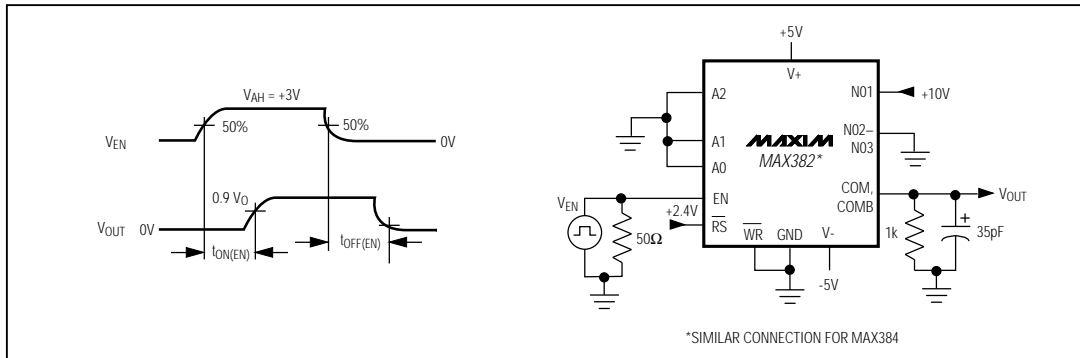 VAH = +3V
VEN
50%
50%
0V
0.9 VO
VOUT
0V
tON(EN)
tOFF(EN)
+5V
V+
A2
A1
A0
N01
+10V
N02–
N03
MAXIM
MAX382*
EN
VEN
+2.4V
RS
50Ω
WR
GND
V-
-5V
COM,
COMB
VOUT
1k
+
35pF
*SIMILAR CONNECTION FOR MAX384